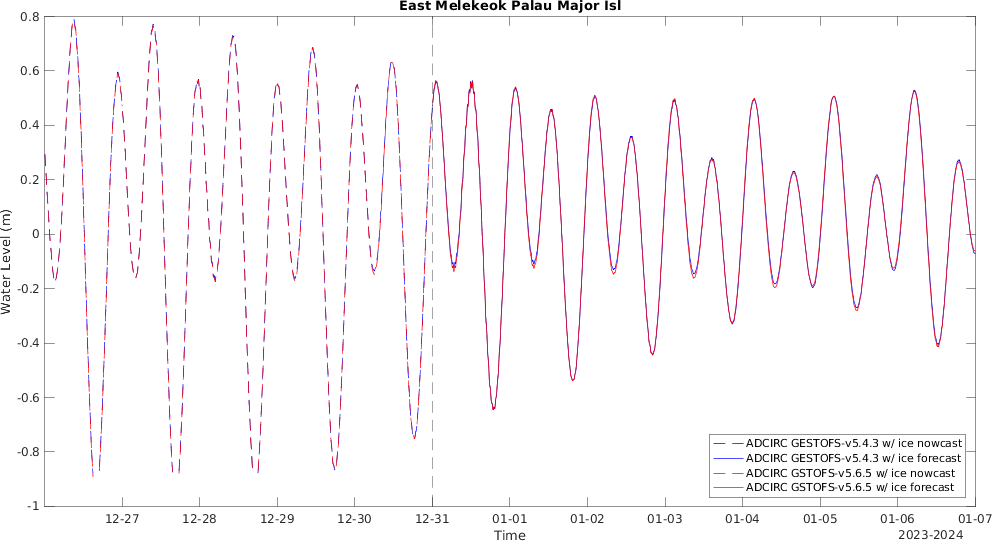 East Melekeok Palau Major Isl
0.8
0.6
0.4
0.2
0
-0.2
-0.4
-0.6
-0.8
-1
Water Level (m)
ADCIRC GESTOFS-v5.4.3 w/ ice nowcast
ADCIRC GESTOFS-v5.4.3 w/ ice forecast
ADCIRC GSTOFS-v5.6.5 w/ ice nowcast
ADCIRC GSTOFS-v5.6.5 w/ ice forecast
12-27 12-28 12-29 12-30 12-31 01-01 01-02 01-03 01-04 01-05 01-06 01-07
Time
2023-2024